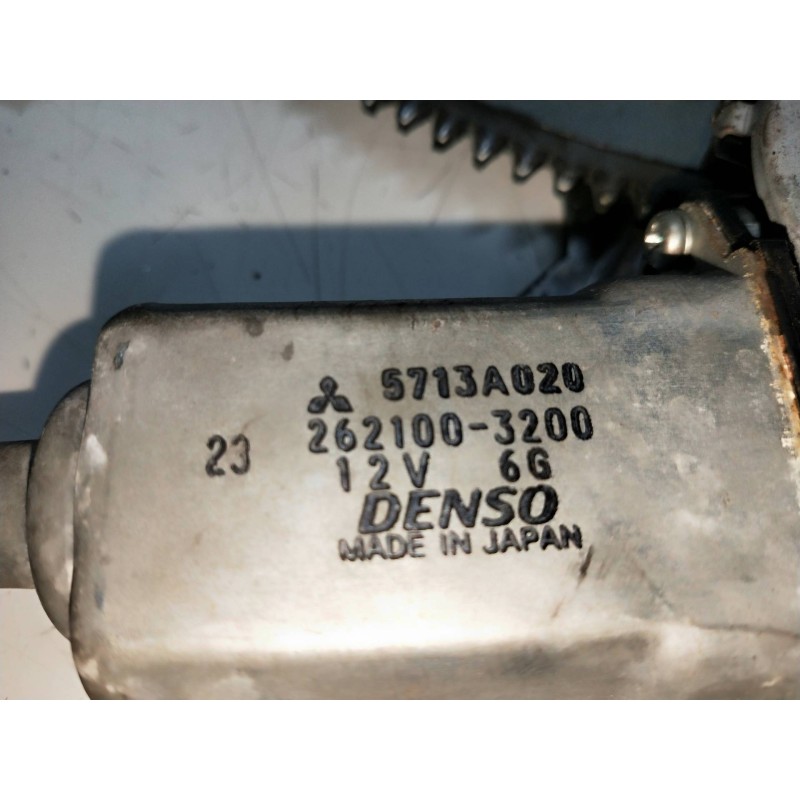 5713A020
262100-3200
23
12V 6G
DENSO
MADE IN JAPAN